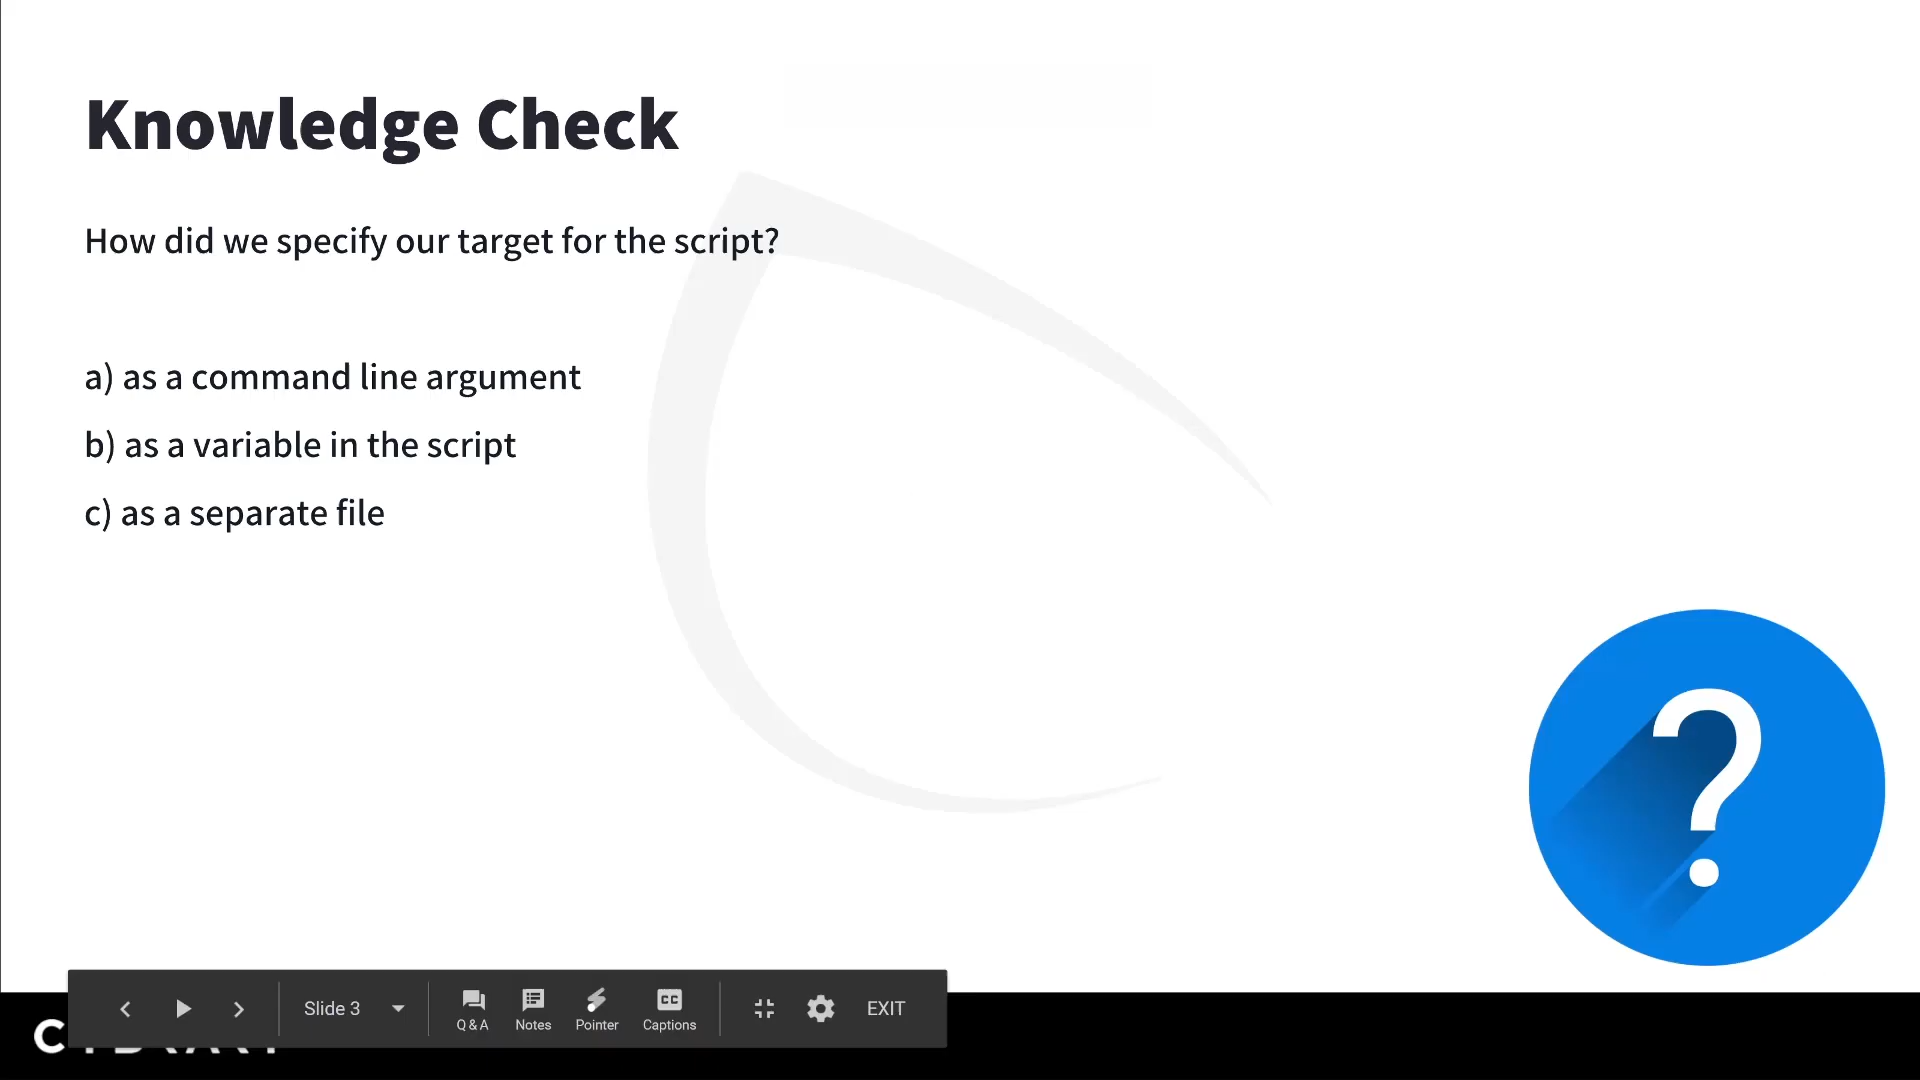 Knowledge Check
How did we specify our target for the script?
a) as a command line argument
b) as a variable in the script
c) as a separate file
?
Slide 3
Q & A
Notes
Pointer
CC
Captions
EXIT